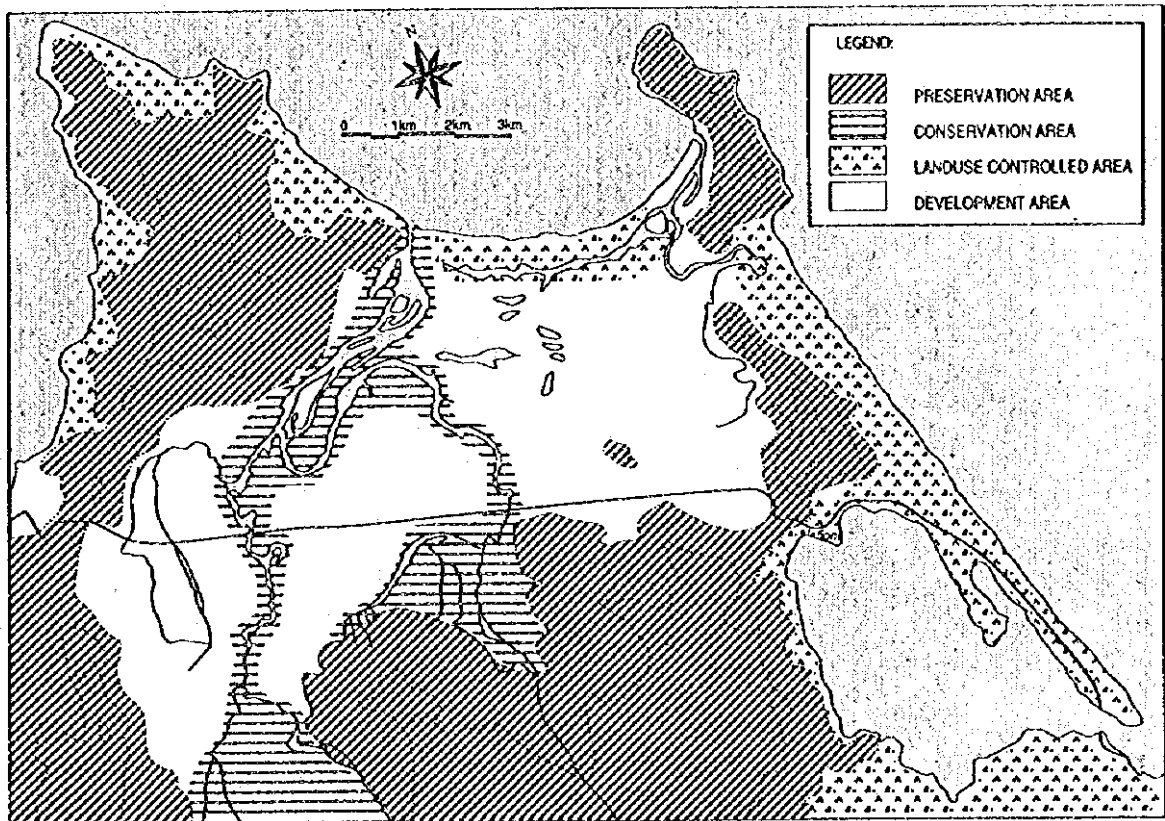 N
0 1km 2km 3km
LEGEND:
PRESERVATION AREA
CONSERVATION AREA
LANDUSE CONTROLLED AREA
DEVELOPMENT AREA